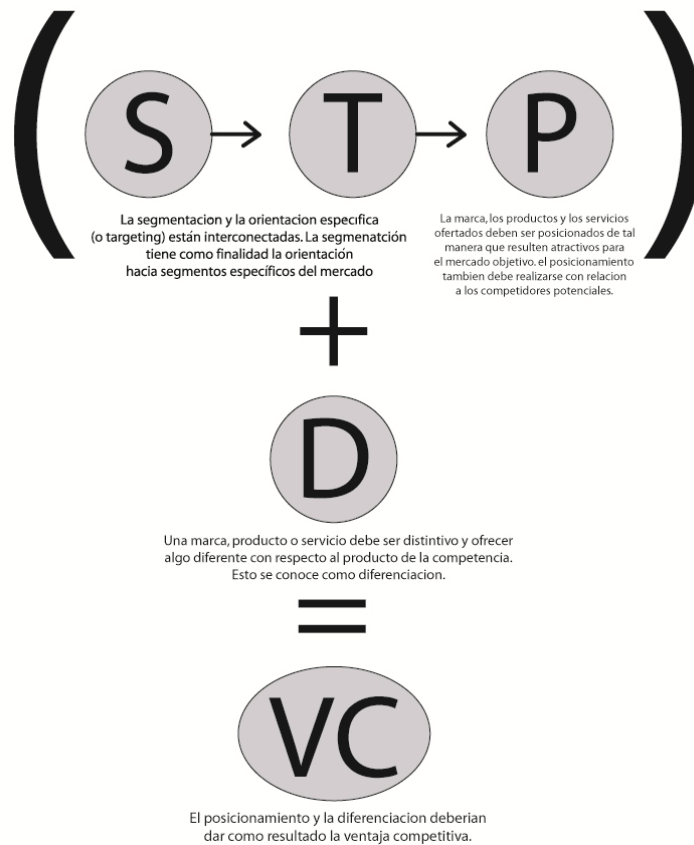 ( S → T → P )
La segmentacion y la orientacion especifica
(o targeting) están interconectadas. La segmenatción
tiene como finalidad la orientación
hacia segmentos específicos del mercado
La marca, los productos y los servicios
ofertados deben ser posicionados de tal
manera que resulten atractivos para
el mercado objetivo. el posicionamiento
tambien debe realizarse con relacion
a los competidores potenciales.
+
D
Una marca, producto o servicio debe ser distintivo y ofrecer
algo diferente con respecto al producto de la competencia.
Esto se conoce como diferenciacion.
=
VC
El posicionamiento y la diferenciacion deberian
dar como resultado la ventaja competitiva.